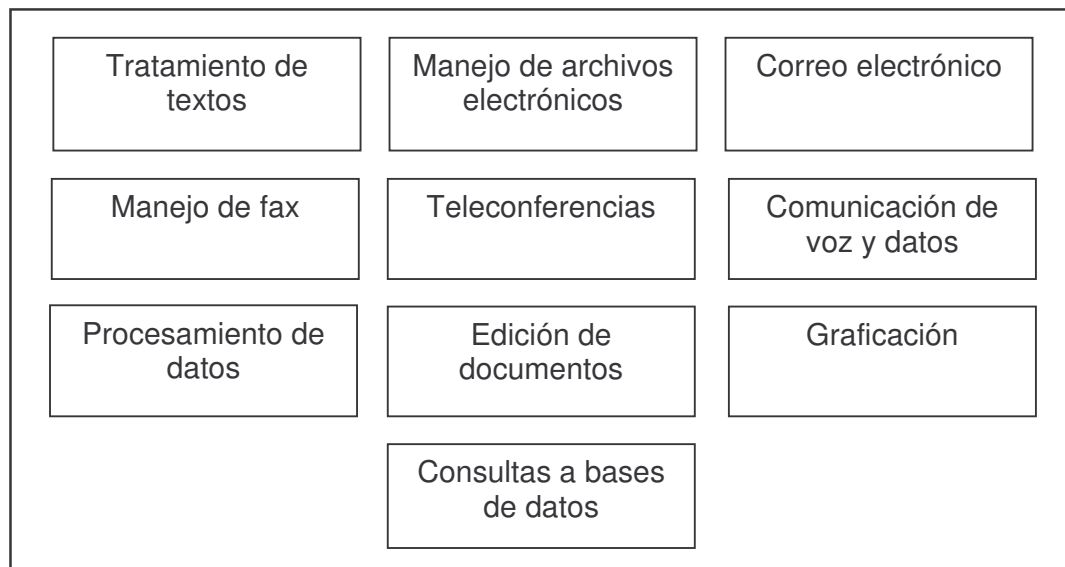 Tratamiento de
textos
Manejo de archivos
electrónicos
Correo electrónico
Manejo de fax
Teleconferencias
Comunicación de
voz y datos
Procesamiento de
datos
Edición de
documentos
Graficación
Consultas a bases
de datos